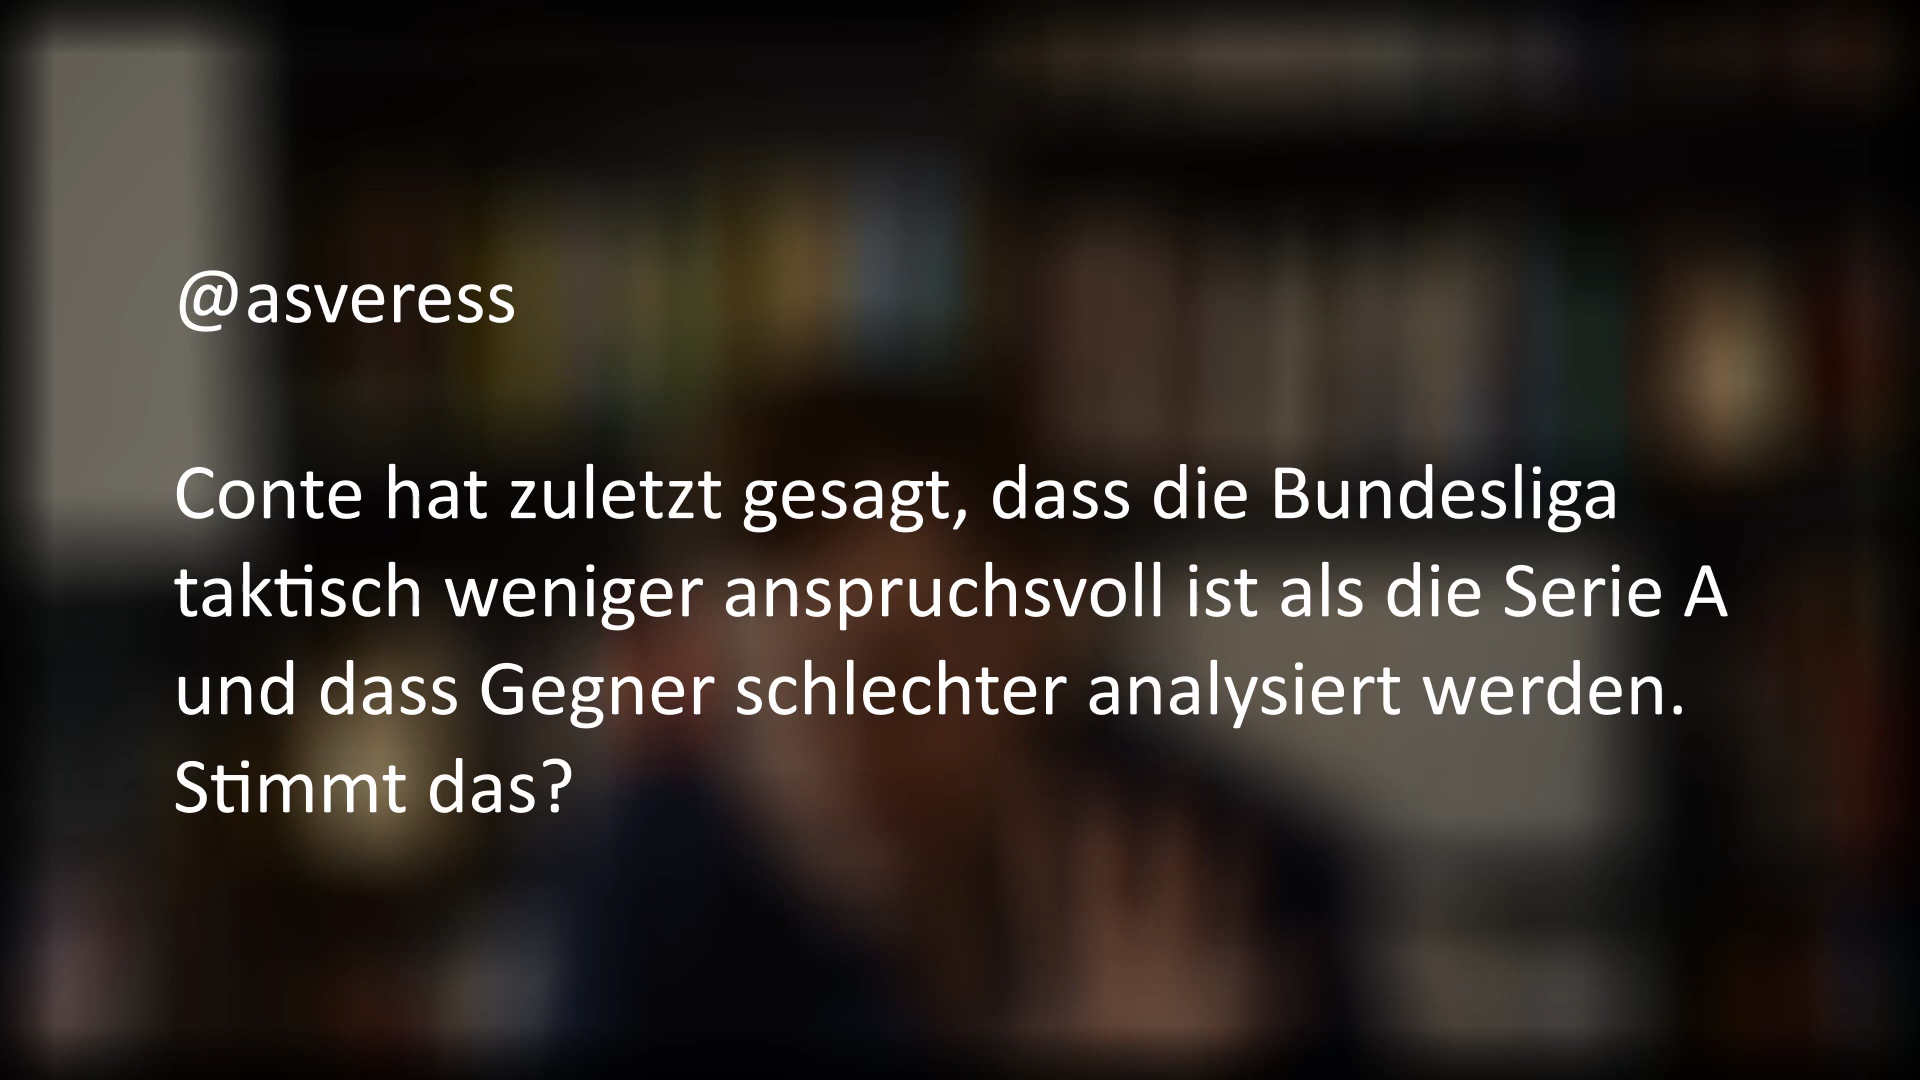 @asveress
Conte hat zuletzt gesagt, dass die Bundesliga
taktisch weniger anspruchsvoll ist als die Serie A
und dass Gegner schlechter analysiert werden.
Stimmt das?